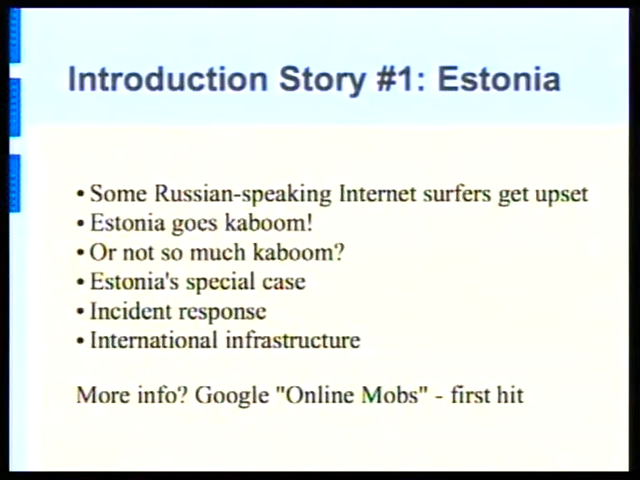 Introduction Story #1: Estonia
• Some Russian-speaking Internet surfers get upset
• Estonia goes kaboom!
• Or not so much kaboom?
• Estonia's special case
• Incident response
• International infrastructure
More info? Google "Online Mobs" - first hit